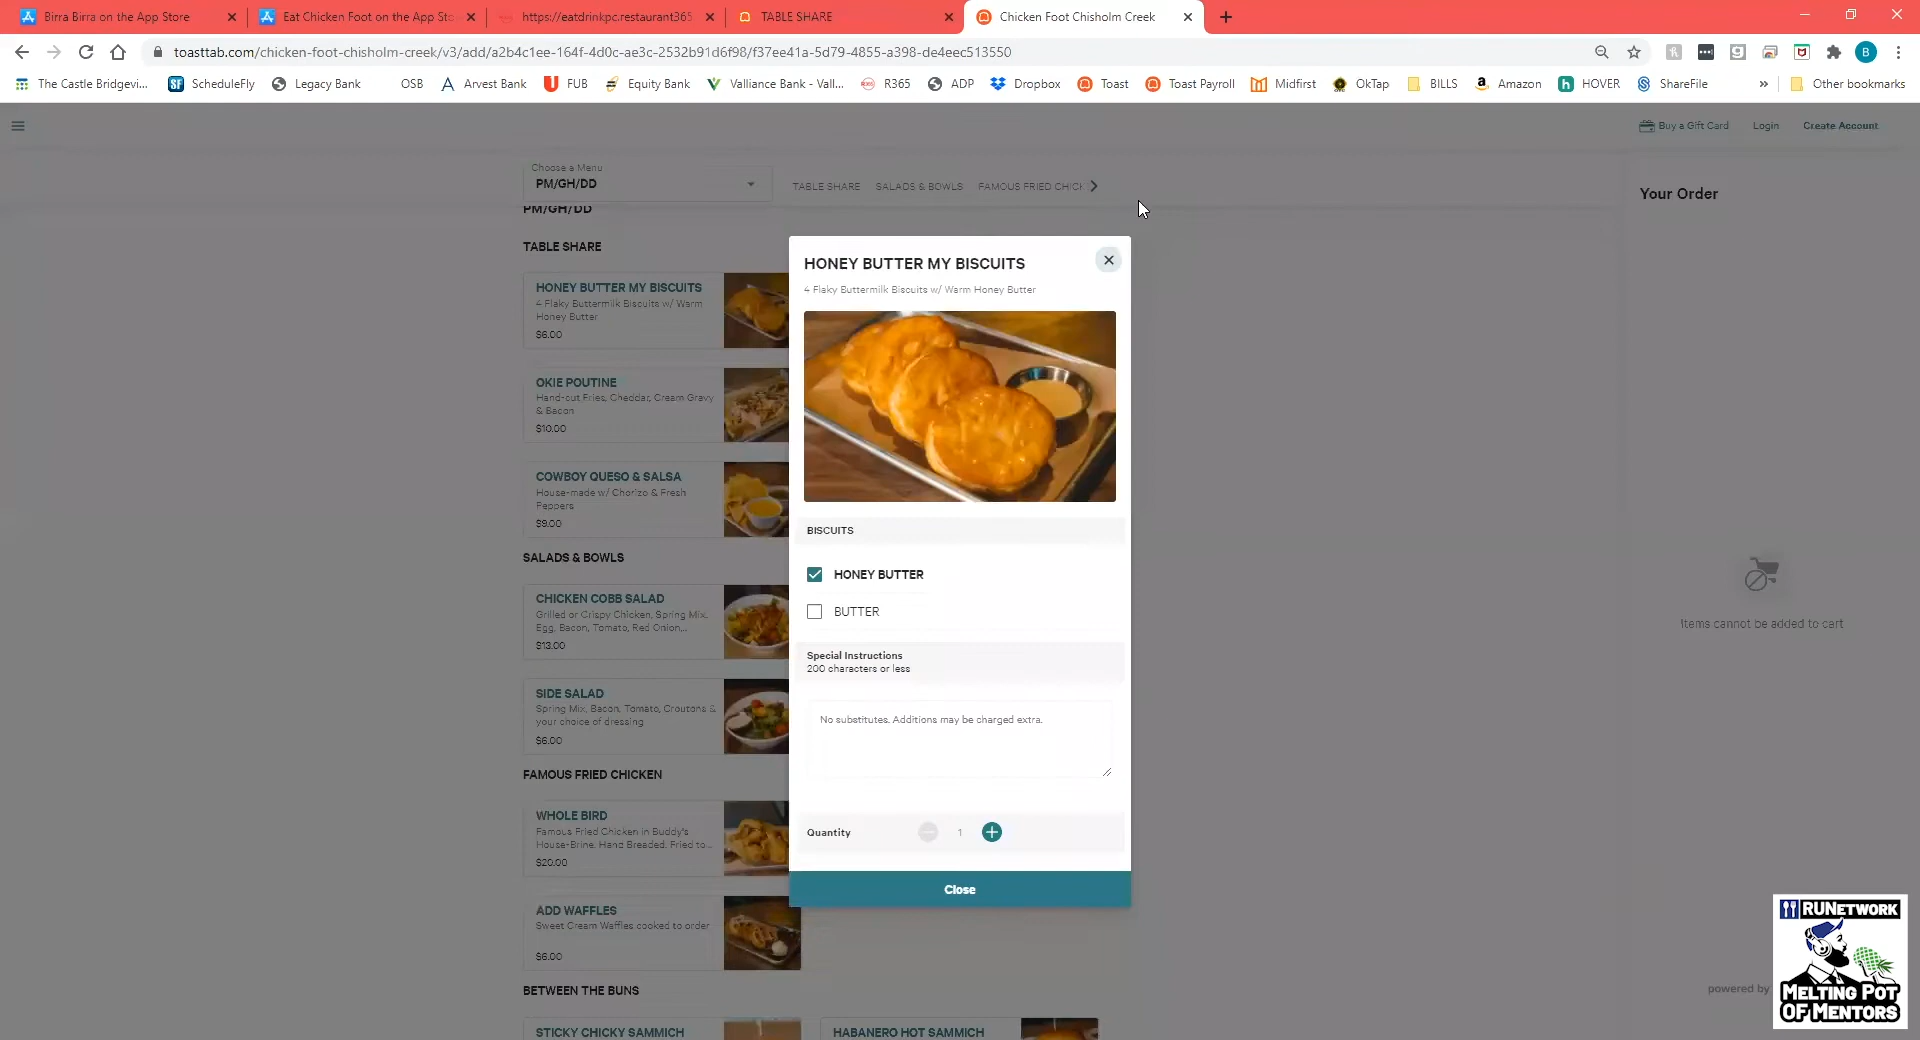 Birra Birra on the App Store
Eat Chicken Foot on the App Sto
https://eatdrinkpc.restaurant365
TABLE SHARE
Chicken Foot Chisholm Creek
toasttab.com/chicken-foot-chisholm-creek/v3/add/a2b4c1ee-164f-4d0c-ae3c-2532b91d6f98/f37ee41a-5d79-4855-a398-de4eec513550
B
The Castle Bridgevi...
ScheduleFly
Legacy Bank
OSB
Arvest Bank
FUB
Equity Bank
Valliance Bank - Vall...
R365
ADP
Dropbox
Toast
Toast Payroll
Midfirst
OkTap
BILLS
Amazon
HOVER
ShareFile
»
Other bookmarks
Buy a Gift Card
Login
Create Account
Choose a Menu
PM/GH/DD
TABLE SHARE
SALADS & BOWLS
FAMOUS FRIED CHICK
Your Order
PM/GH/DD
TABLE SHARE
HONEY BUTTER MY BISCUITS
4 Flaky Buttermilk Biscuits w/ Warm
Honey Butter
$6.00
OKIE POUTINE
Hand-cut Fries, Cheddar, Cream Gravy
& Bacon
$10.00
COWBOY QUESO & SALSA
House-made w/ Chorizo & Fresh
Peppers
$9.00
SALADS & BOWLS
CHICKEN COBB SALAD
Grilled or Crispy Chicken, Spring Mix,
Egg, Bacon, Tomato, Red Onion,...
$13.00
SIDE SALAD
Spring Mix, Bacon, Tomato, Croutons &
your choice of dressing
$6.00
FAMOUS FRIED CHICKEN
WHOLE BIRD
Famous Fried Chicken in Buddy's
House-Brine. Hand Breaded. Fried to...
$20.00
ADD WAFFLES
Sweet Cream Waffles cooked to order
$6.00
BETWEEN THE BUNS
STICKY CHICKY SAMMICH
HABANERO HOT SAMMICH
HONEY BUTTER MY BISCUITS
4 Flaky Buttermilk Biscuits w/ Warm Honey Butter
BISCUITS
HONEY BUTTER
BUTTER
Special Instructions
200 characters or less
No substitutes. Additions may be charged extra.
Quantity
1
Close
Items cannot be added to cart
powered by
RUNETWORK
MELTING POT
OF MENTORS